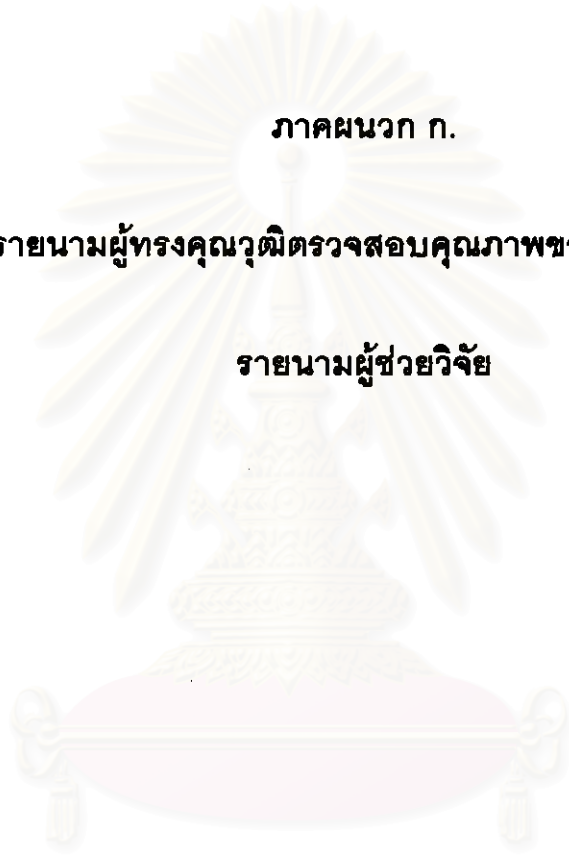 ภาคผนวก ก.
รายนามผู้ทรงคุณวุฒิตรวจสอบคุณภาพ
รายนามผู้ช่วยวิจัย